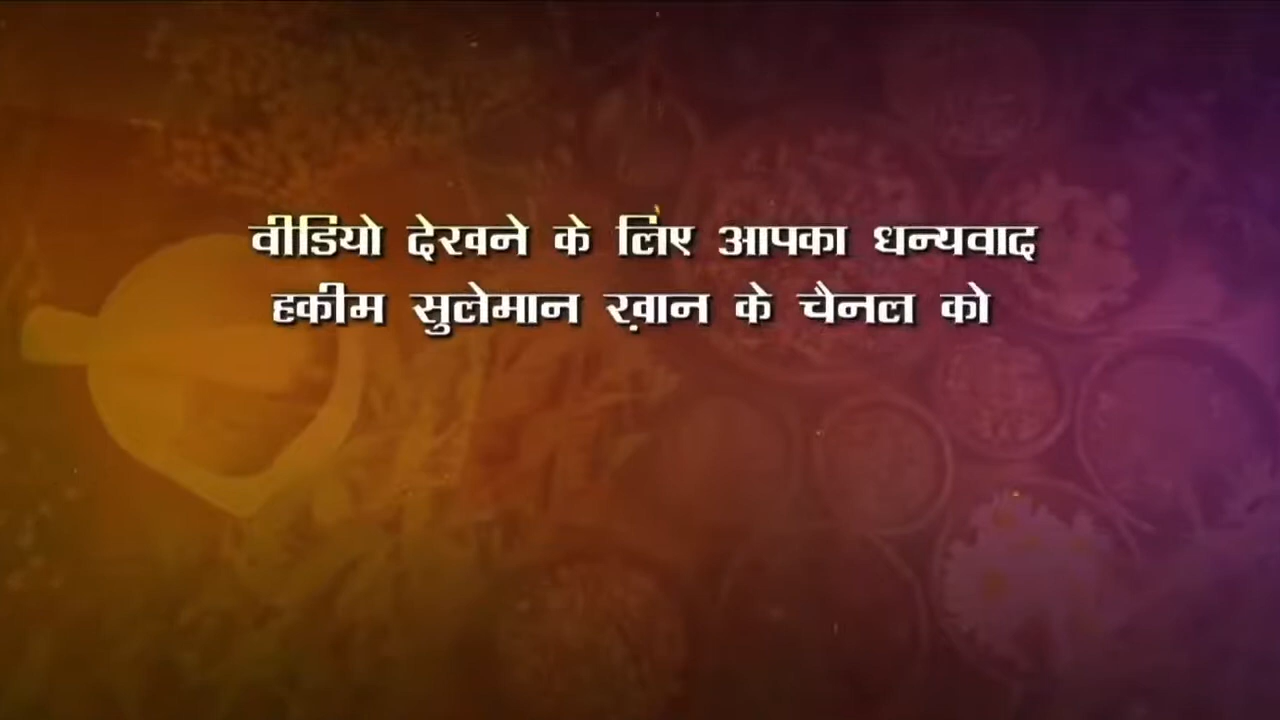 वीडियो देखने के लिए आपका धन्यवाद
हकीम सुलेमान ख़ान के चैनल को